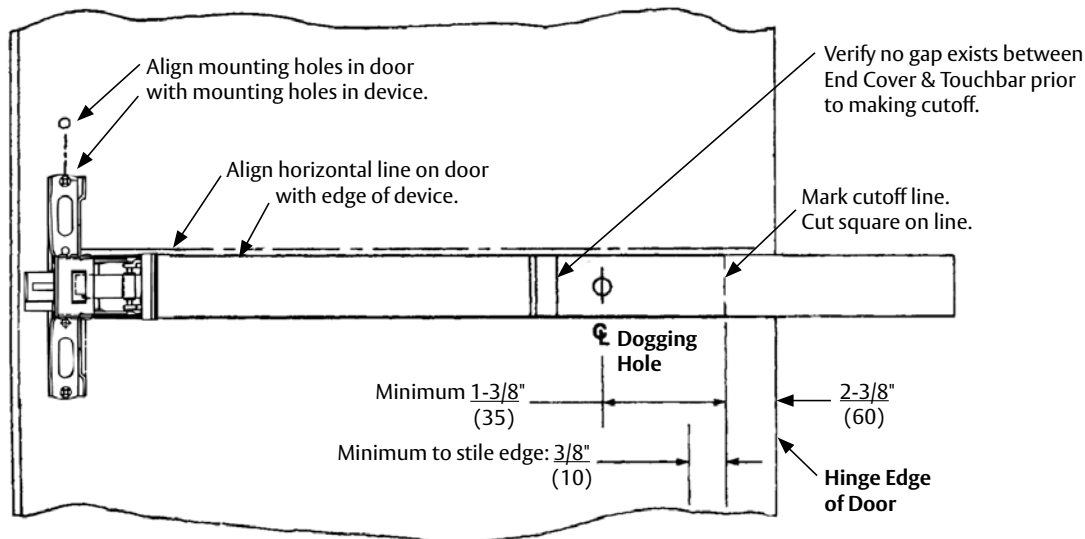 Verify no gap exists between
End Cover & Touchbar prior
to making cutoff.
Align mounting holes in door
with mounting holes in device.
Align horizontal line on door
with edge of device.
Mark cutoff line.
Cut square on line.
℄ Dogging
Hole
Minimum 1-3/8"
(35)
2-3/8"
(60)
Minimum to stile edge: 3/8"
(10)
Hinge Edge
of Door